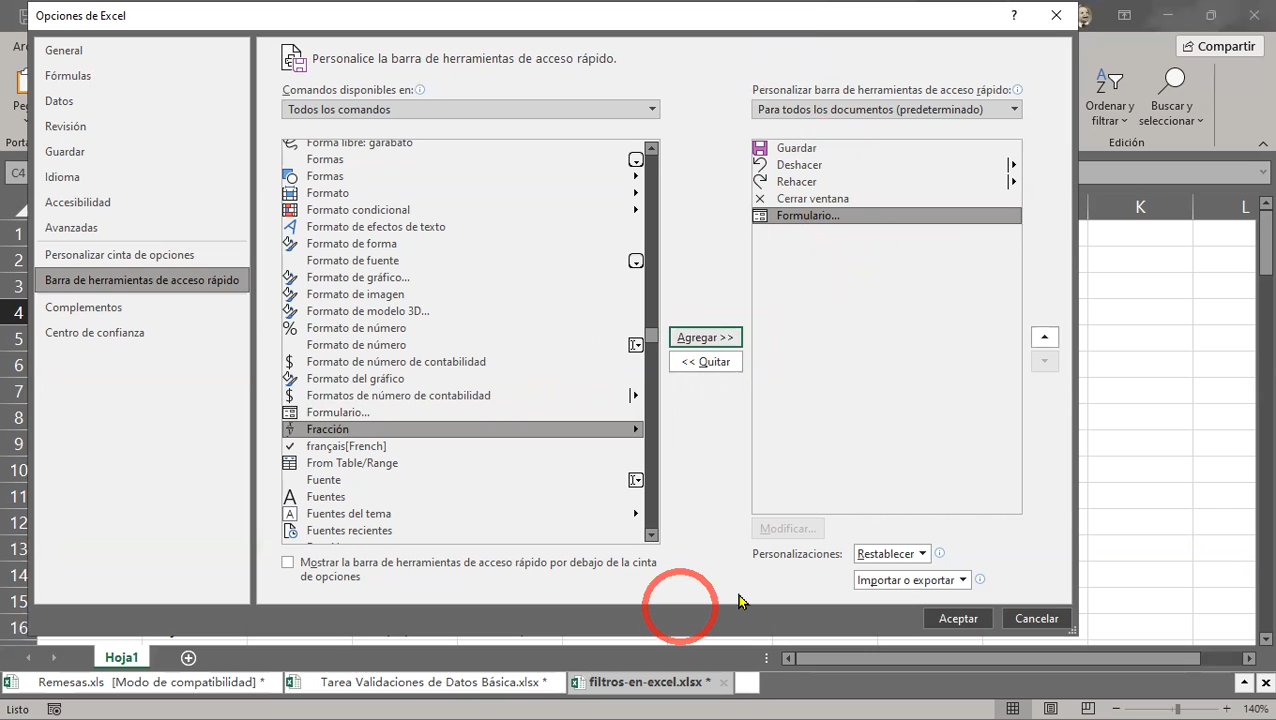 Opciones de Excel
?
General
Fórmulas
Datos
Revisión
Guardar
Idioma
Accesibilidad
Avanzadas
Personalizar cinta de opciones
Barra de herramientas de acceso rápido
Complementos
Centro de confianza
Personalice la barra de herramientas de acceso rápido.
Comandos disponibles en:
Todos los comandos
Forma libre: garabato
Formas
Formas
Formato
Formato condicional
Formato de efectos de texto
Formato de forma
Formato de fuente
Formato de gráfico...
Formato de imagen
Formato de modelo 3D...
Formato de número
Formato de número
Formato de número de contabilidad
Formato del gráfico
Formatos de número de contabilidad
Formulario...
Fracción
français[French]
From Table/Range
Fuente
Fuentes
Fuentes del tema
Fuentes recientes
Mostrar la barra de herramientas de acceso rápido por debajo de la cinta
de opciones
Agregar >>
<< Quitar
Personalizar barra de herramientas de acceso rápido:
Para todos los documentos (predeterminado)
Guardar
Deshacer
Rehacer
Cerrar ventana
Formulario...
Modificar...
Personalizaciones:
Restablecer
Importar o exportar
Aceptar
Cancelar
Compartir
Ordenar y
filtrar
Buscar y
seleccionar
Edición
C4
K
L
1
2
3
4
5
6
7
8
9
10
11
12
13
14
15
16
Hoja1
Remesas.xls [Modo de compatibilidad] *
Tarea Validaciones de Datos Básica.xlsx *
filtros-en-excel.xlsx *
Listo
140%